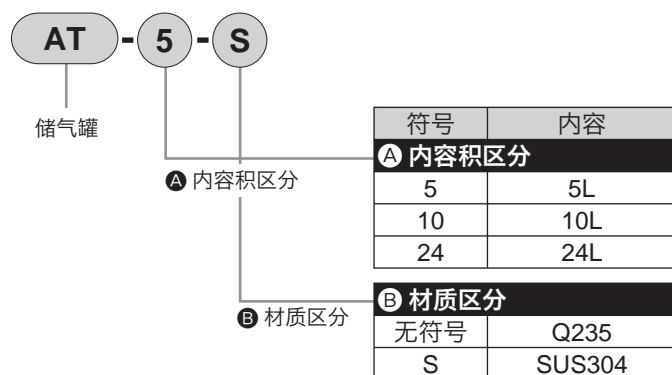 AT - 5 - S
储气罐
A 内容积区分
B 材质区分
符号 内容
A 内容积区分
5 5L
10 10L
24 24L
B 材质区分
无符号 Q235
S SUS304